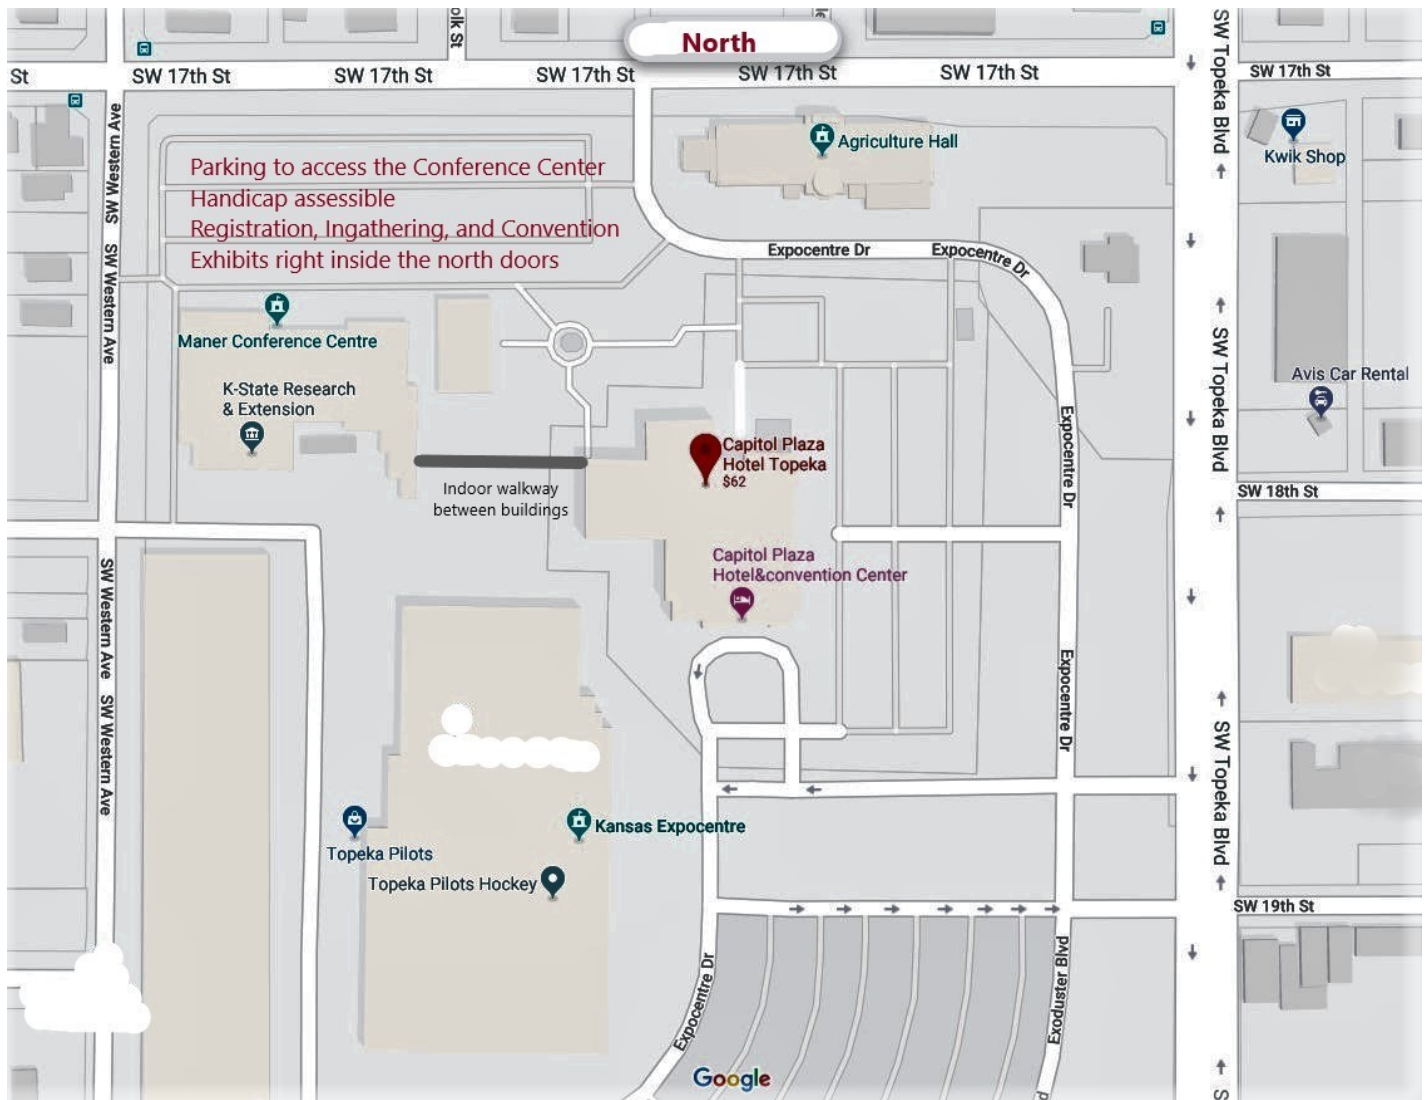 North
olk St
SW Topeka Blvd
St
SW 17th St
SW 17th St
SW 17th St
SW 17th St
SW 17th St
SW 17th St
SW Western Ave
Agriculture Hall
Kwik Shop
Parking to access the Conference Center
Handicap assessible
Registration, Ingathering, and Convention
Exhibits right inside the north doors
Expocentre Dr
Expocentre Dr
SW Western Ave
Maner Conference Centre
SW Topeka Blvd
K-State Research
& Extension
Avis Car Rental
Capitol Plaza
Hotel Topeka
$62
Expocentre Dr
Indoor walkway
between buildings
SW 18th St
Capitol Plaza
Hotel&convention Center
SW Western Ave
Expocentre Dr
SW Western Ave
SW Topeka Blvd
Kansas Expocentre
Topeka Pilots
Topeka Pilots Hockey
SW 19th St
Expocentre Dr
Exoduster Blvd
Google
S